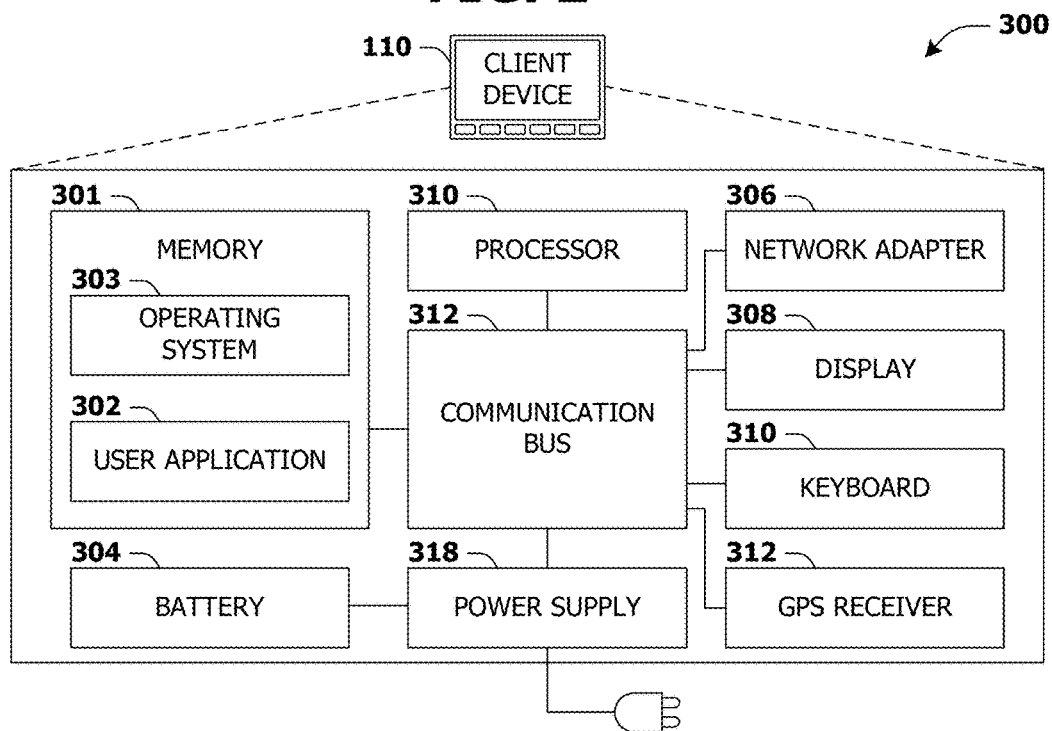 300
110
CLIENT
DEVICE
301
MEMORY
303
OPERATING
SYSTEM
302
USER APPLICATION
304
BATTERY
310
PROCESSOR
312
COMMUNICATION
BUS
318
POWER SUPPLY
306
NETWORK ADAPTER
308
DISPLAY
310
KEYBOARD
312
GPS RECEIVER